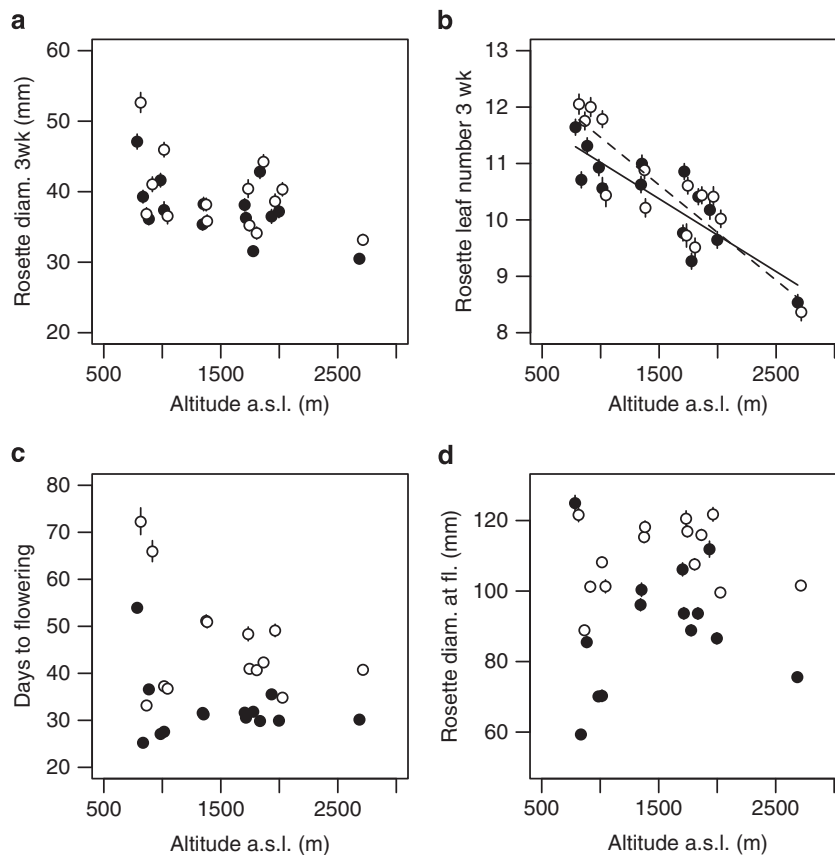 a
Rosette diam. 3wk (mm)
60
50
40
30
20
500 1500 2500
Altitude a.s.l. (m)
b
Rosette leaf number 3 wk
13
12
11
10
9
8
500 1500 2500
Altitude a.s.l. (m)
c
Days to flowering
80
70
60
50
40
30
20
500 1500 2500
Altitude a.s.l. (m)
d
Rosette diam. at fl. (mm)
120
100
80
60
500 1500 2500
Altitude a.s.l. (m)